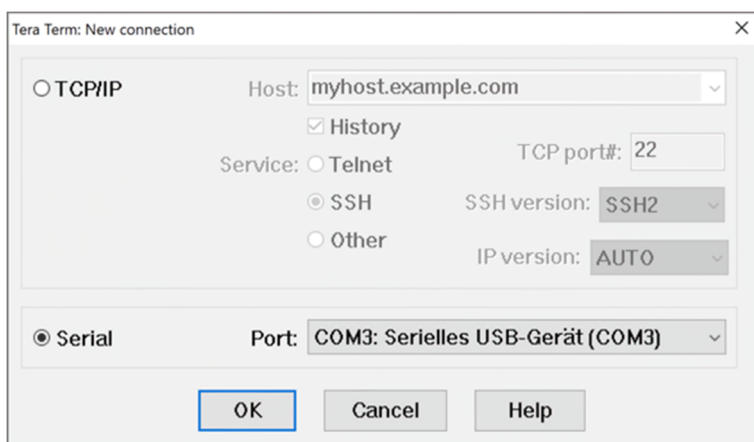 Tera Term: New connection
TCP/IP Host: myhost.example.com
History
Service: Telnet TCP port#: 22
SSH SSH version: SSH2
Other IP version: AUTO
Serial Port: COM3: Serielles USB-Gerät (COM3)
OK Cancel Help